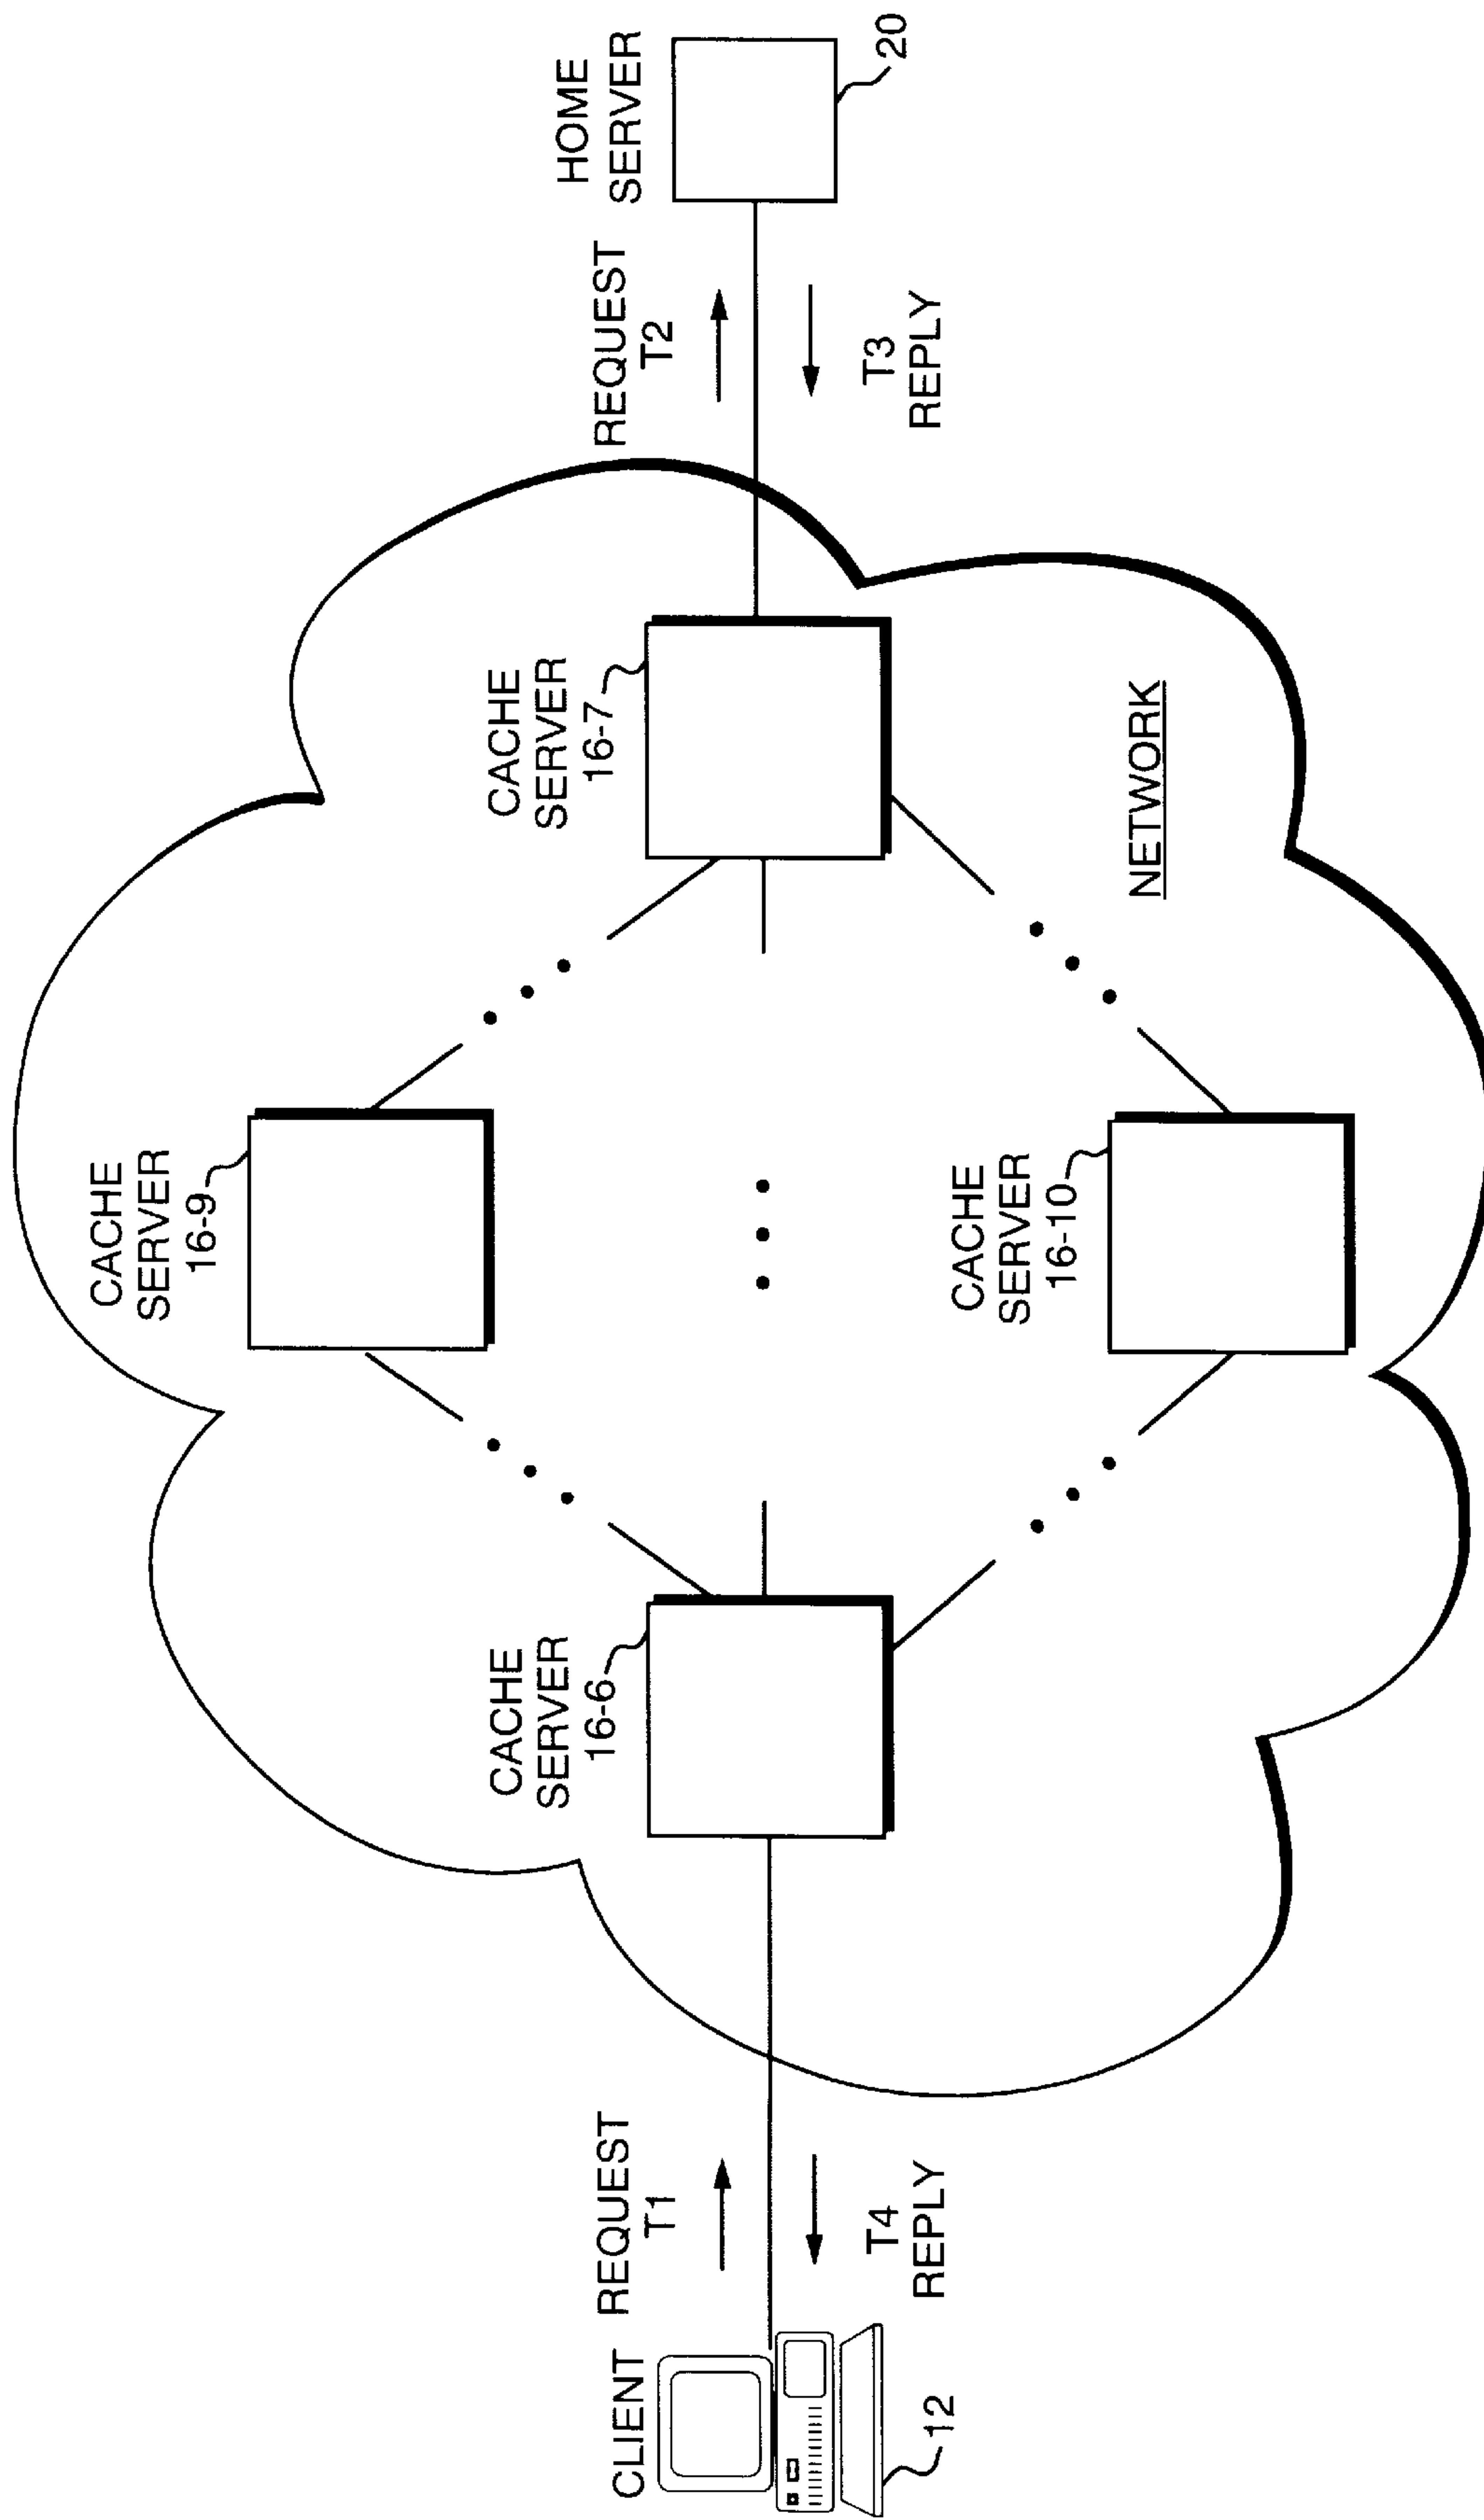 CLIENT
12
REQUEST
T1
T4
REPLY
CACHE
SERVER
16-6
CACHE
SERVER
16-9
CACHE
SERVER
16-10
CACHE
SERVER
16-7
NETWORK
REQUEST
T2
T3
REPLY
HOME
SERVER
20